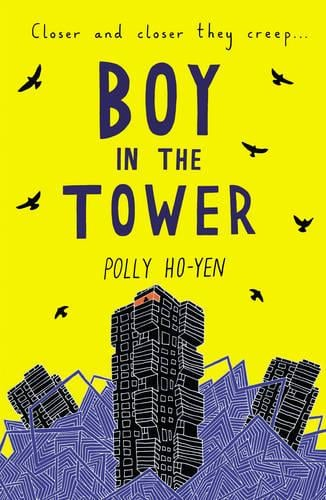 Closer and closer they creep...
BOY
IN THE
TOWER
POLLY HO-YEN